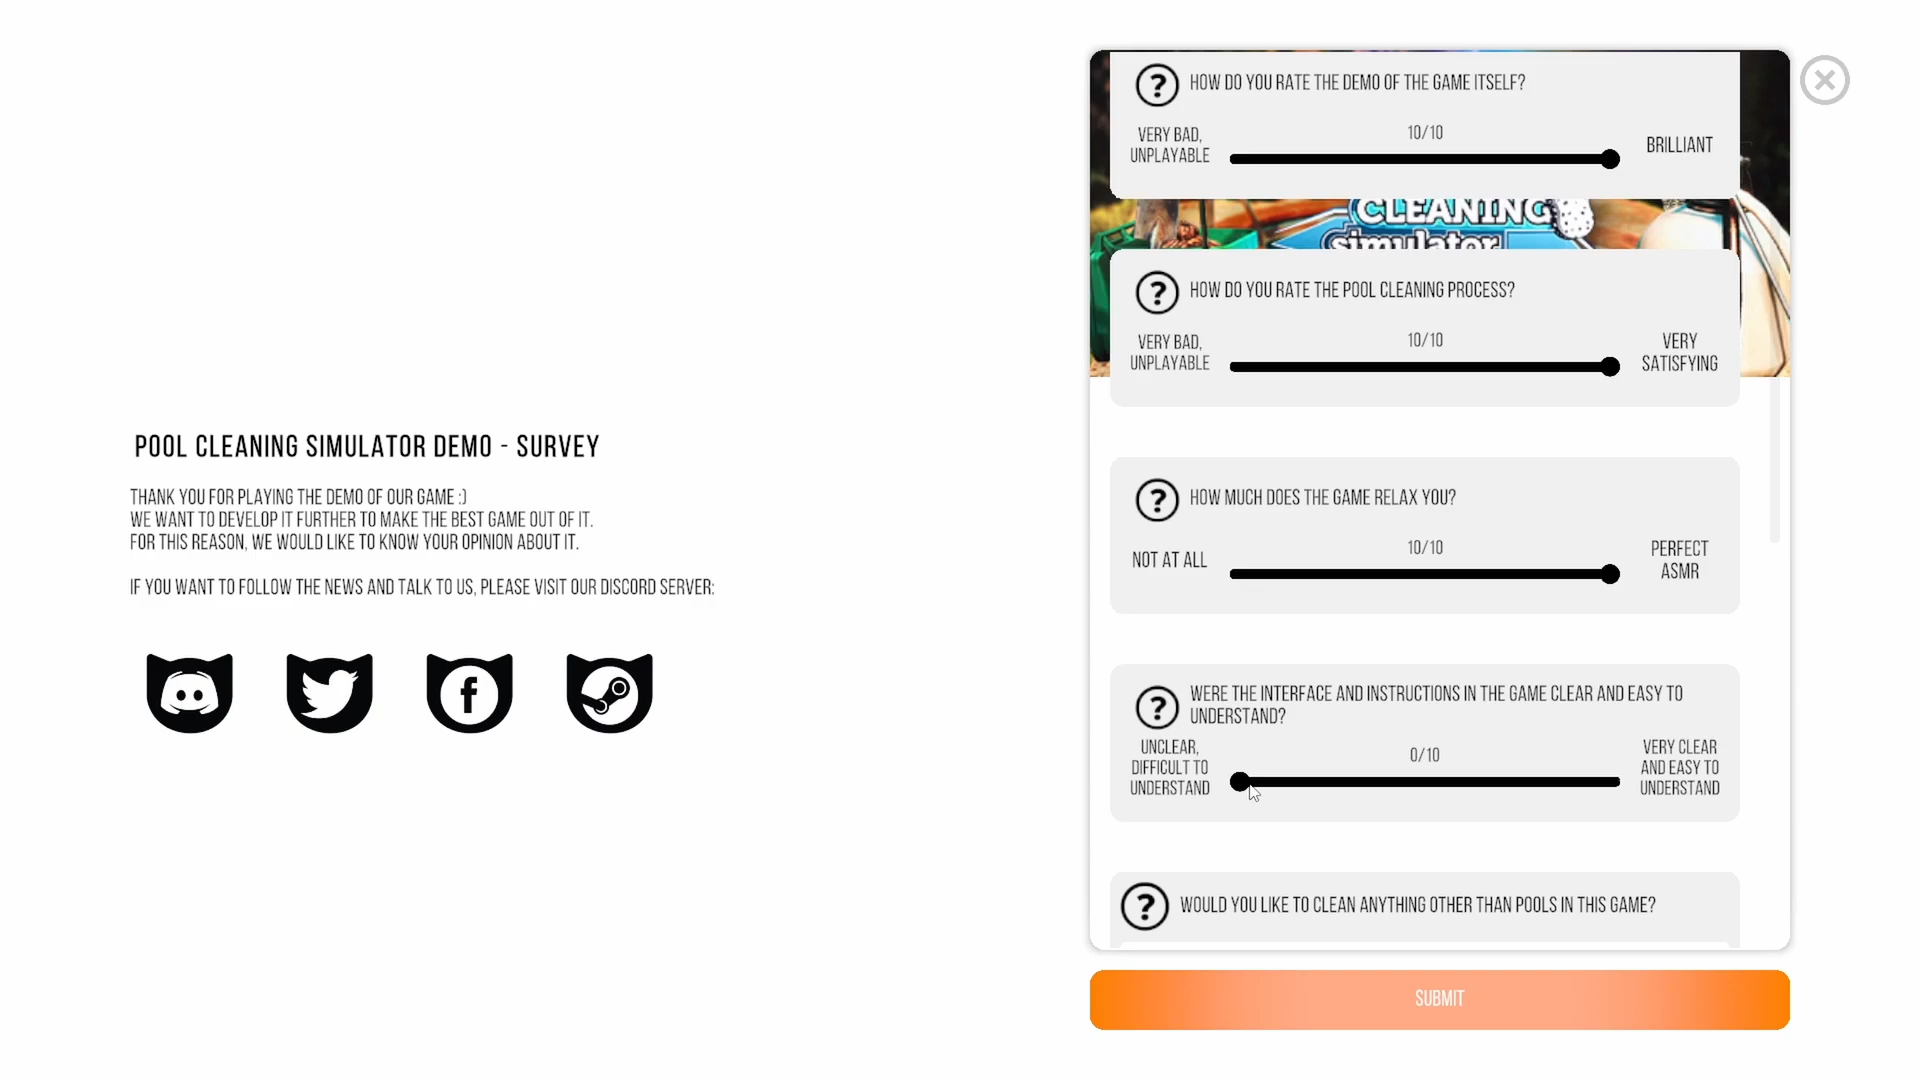 POOL CLEANING SIMULATOR DEMO - SURVEY
THANK YOU FOR PLAYING THE DEMO OF OUR GAME :)
WE WANT TO DEVELOP IT FURTHER TO MAKE THE BEST GAME OUT OF IT.
FOR THIS REASON, WE WOULD LIKE TO KNOW YOUR OPINION ABOUT IT.
IF YOU WANT TO FOLLOW THE NEWS AND TALK TO US, PLEASE VISIT OUR DISCORD SERVER:
HOW DO YOU RATE THE DEMO OF THE GAME ITSELF?
VERY BAD,
UNPLAYABLE
10/10
BRILLIANT
CLEANING
simulator
HOW DO YOU RATE THE POOL CLEANING PROCESS?
VERY BAD,
UNPLAYABLE
10/10
VERY
SATISFYING
HOW MUCH DOES THE GAME RELAX YOU?
NOT AT ALL
10/10
PERFECT
ASMR
WERE THE INTERFACE AND INSTRUCTIONS IN THE GAME CLEAR AND EASY TO
UNDERSTAND?
UNCLEAR,
DIFFICULT TO
UNDERSTAND
0/10
VERY CLEAR
AND EASY TO
UNDERSTAND
WOULD YOU LIKE TO CLEAN ANYTHING OTHER THAN POOLS IN THIS GAME?
SUBMIT